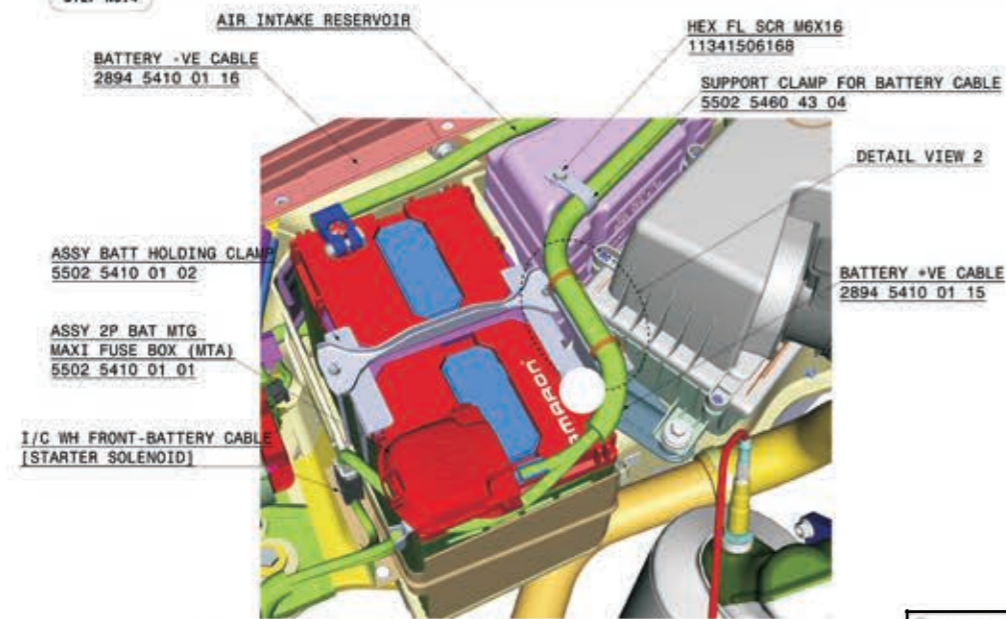 AIR INTAKE RESERVOIR
HEX FL SCR M6X16
11341506168
BATTERY -VE CABLE
2894 5410 01 16
SUPPORT CLAMP FOR BATTERY CABLE
5502 5460 43 04
DETAIL VIEW 2
ASSY BATT HOLDING CLAMP
5502 5410 01 02
BATTERY +VE CABLE
2894 5410 01 15
ASSY 2P BAT MTG
MAXI FUSE BOX (MTA)
5502 5410 01 01
AMARON
I/C WH FRONT-BATTERY CABLE
[STARTER SOLENOID]